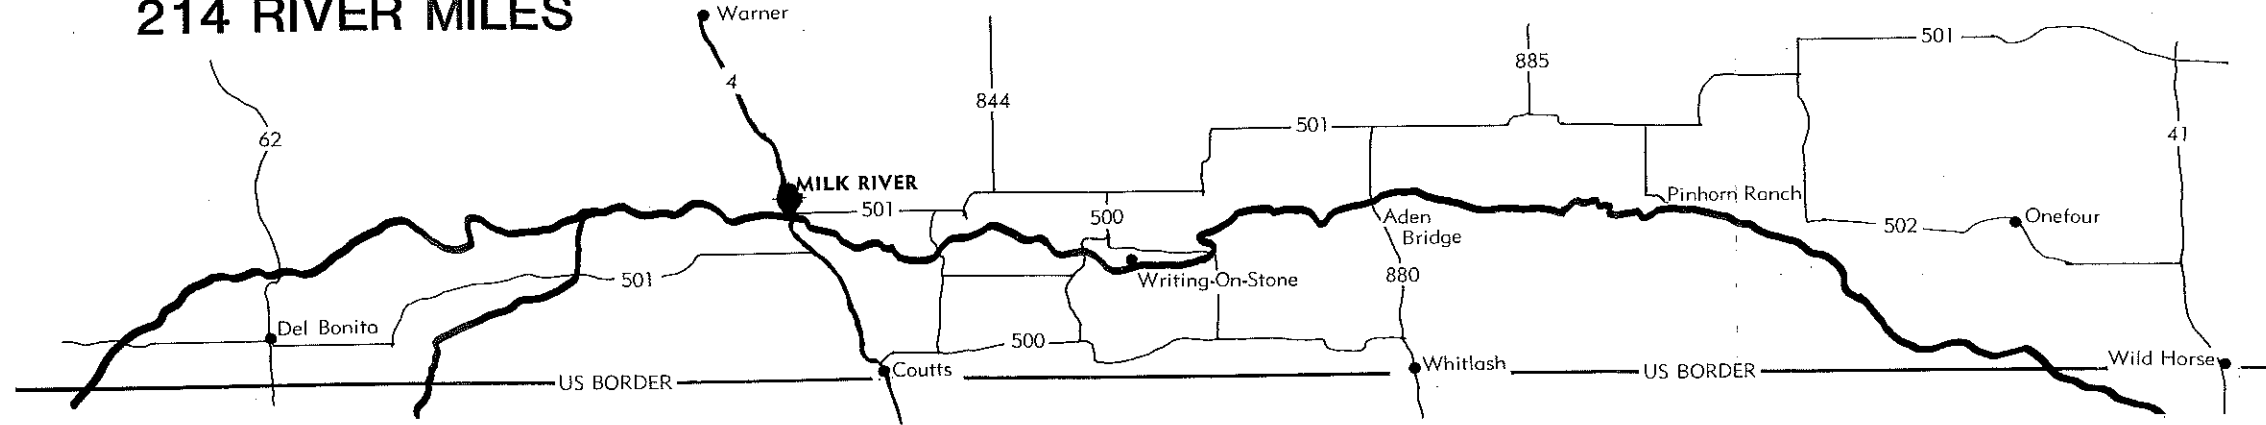 214 RIVER MILES
Warner
4
844
885
501
62
41
MILK RIVER
501
501
500
Pinhorn Ranch
Aden
Bridge
502
Onefour
501
Writing-On-Stone
880
Del Bonita
500
US BORDER
Coutts
Whitlash
US BORDER
Wild Horse